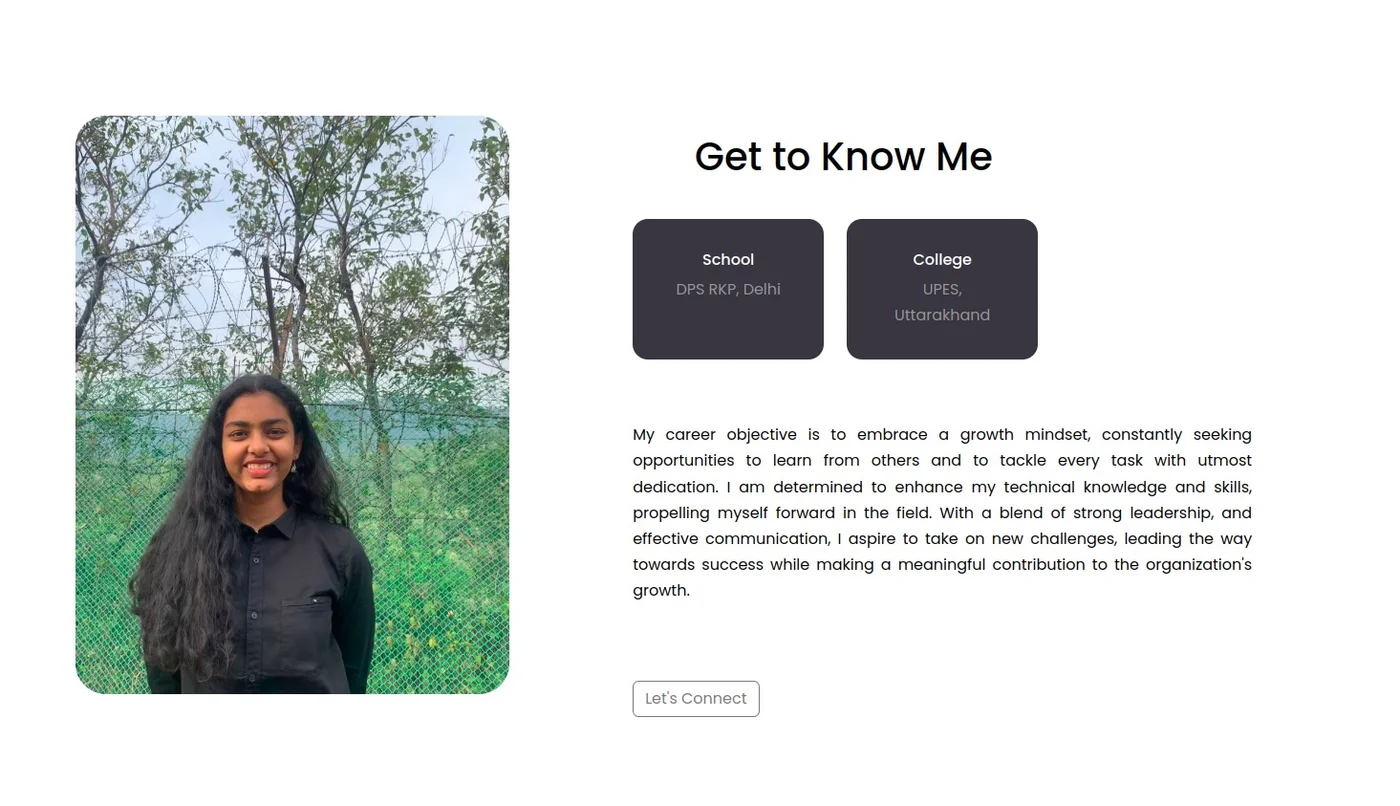 Get to Know Me
School
DPS RKP, Delhi
College
UPES,
Uttarakhand
My career objective is to embrace a growth mindset, constantly seeking
opportunities to learn from others and to tackle every task with utmost
dedication. I am determined to enhance my technical knowledge and skills,
propelling myself forward in the field. With a blend of strong leadership, and
effective communication, I aspire to take on new challenges, leading the way
towards success while making a meaningful contribution to the organization's
growth.
Let's Connect